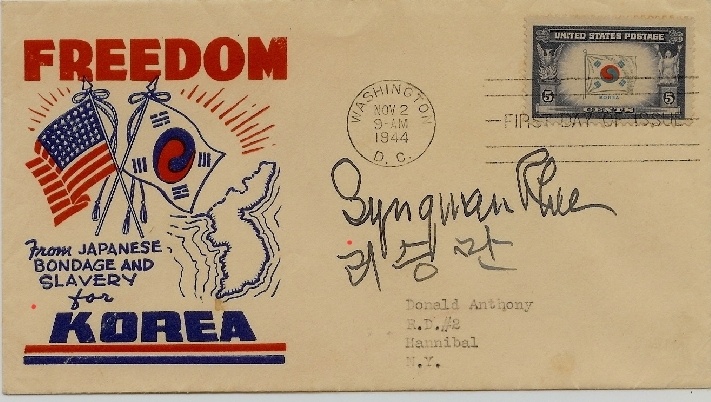 FREEDOM
From JAPANESE
BONDAGE AND
SLAVERY
for
KOREA
WASHINGTON
NOV 2
9-AM
1944
D. C.
UNITED STATES POSTAGE
KOREA
5 CENTS 5
FIRST DAY OF ISSUE
Syngman Rhee
리승만
Donald Anthony
R.D.#2
Hannibal
N.Y.